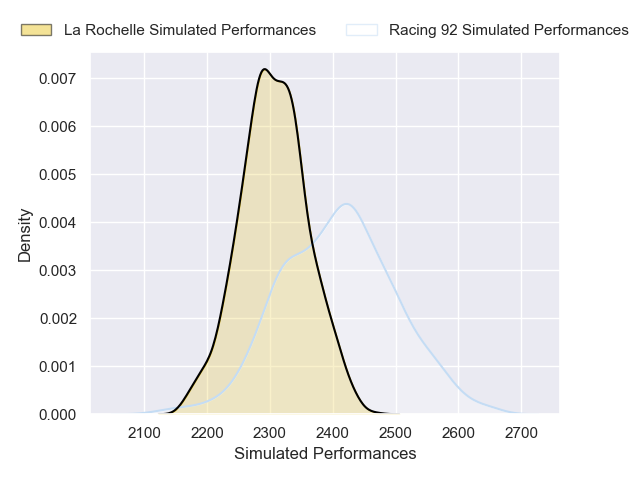 La Rochelle Simulated Performances Racing 92 Simulated Performances
0.007
0.006
0.005
0.004
0.003
0.002
0.001
0.000
Density
2100 2200 2300 2400 2500 2600 2700
Simulated Performances